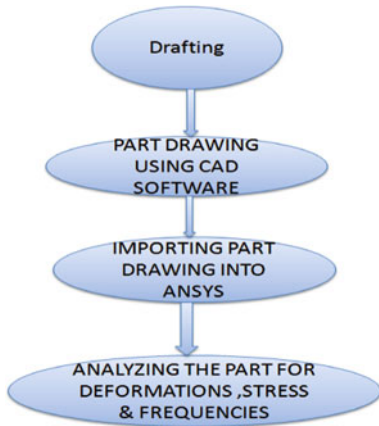 Drafting
PART DRAWING
USING CAD
SOFTWARE
IMPORTING PART
DRAWING INTO
ANSYS
ANALYZING THE PART FOR
DEFORMATIONS ,STRESS
& FREQUENCIES